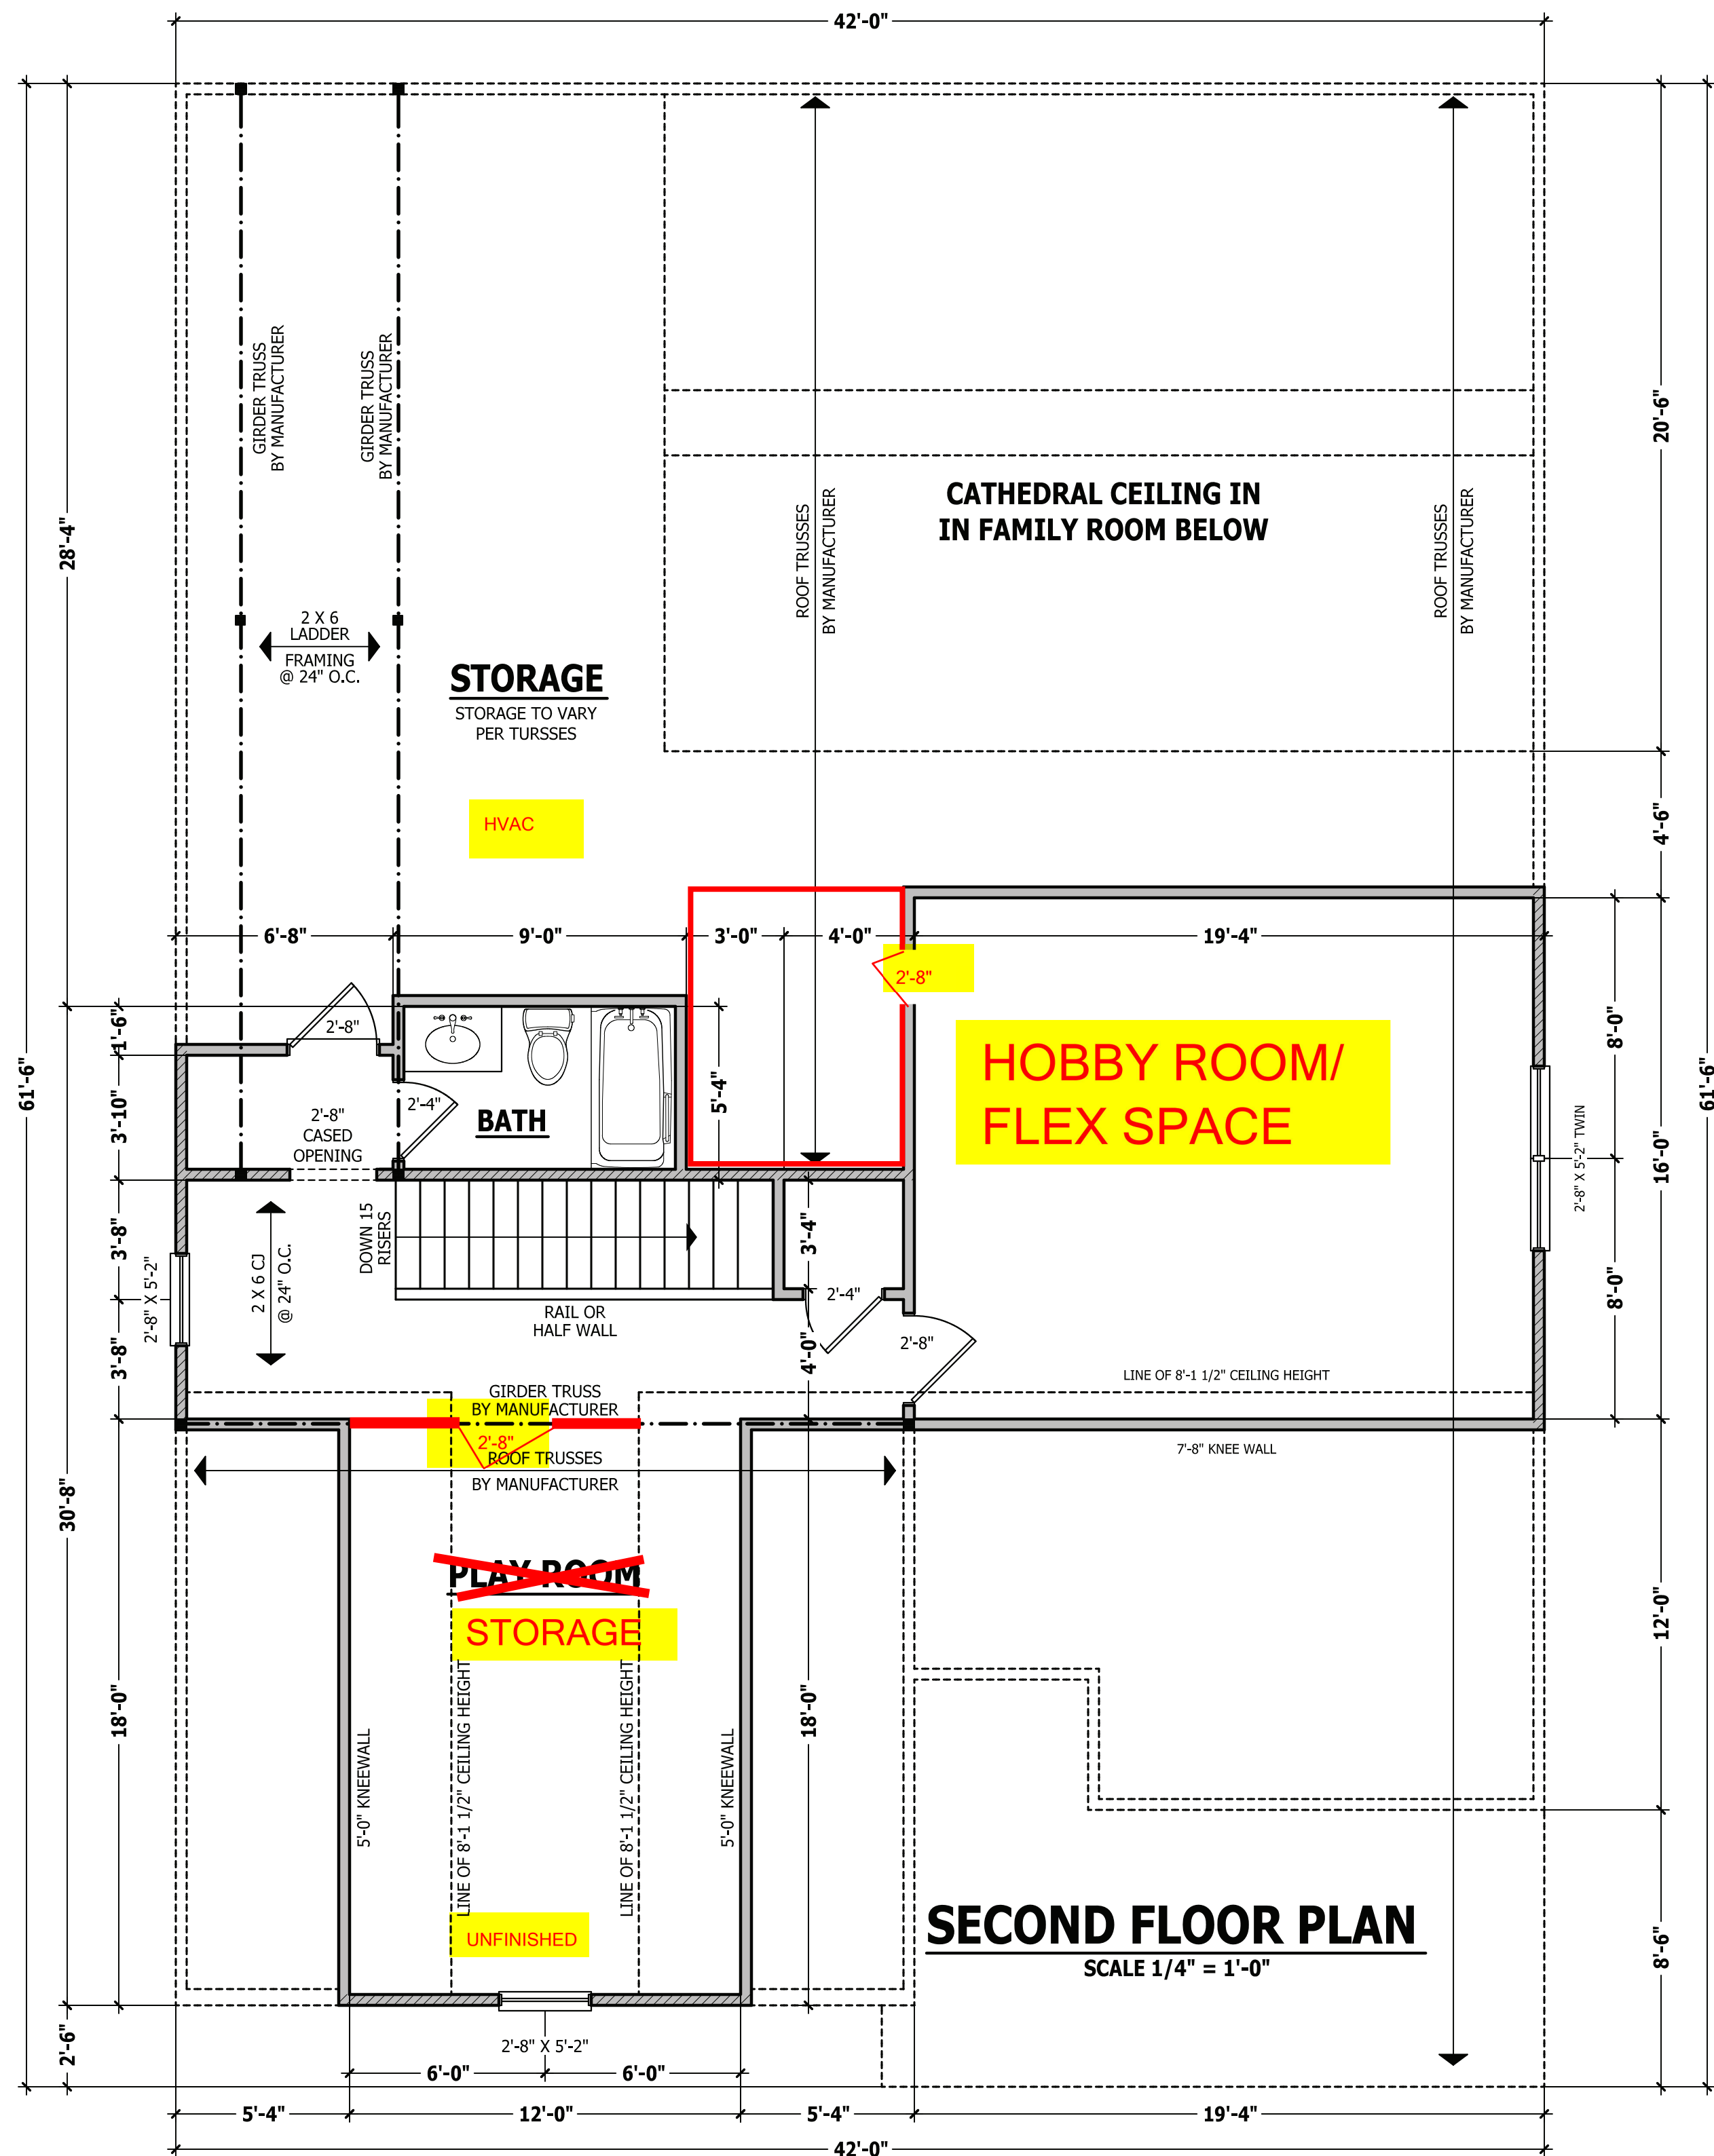 42'-0"
GIRDER TRUSS
BY MANUFACTURER
GIRDER TRUSS
BY MANUFACTURER
20'-6"
CATHEDRAL CEILING IN
IN FAMILY ROOM BELOW
ROOF TRUSSES
BY MANUFACTURER
ROOF TRUSSES
BY MANUFACTURER
28'-4"
2 X 6
LADDER
FRAMING
@ 24" O.C.
STORAGE
STORAGE TO VARY
PER TURSSES
HVAC
4'-6"
6'-8"
9'-0"
3'-0"
4'-0"
19'-4"
2'-8"
1'-6"
2'-8"
8'-0"
HOBBY ROOM/
FLEX SPACE
61'-6"
61'-6"
3'-10"
2'-8"
CASED
OPENING
2'-4"
BATH
5'-4"
2'-8" X 5'-2" TWIN
16'-0"
3'-8"
2'-8" X 5'-2"
2 X 6 CJ
@ 24" O.C.
DOWN 15
RISERS
3'-4"
2'-4"
8'-0"
RAIL OR
HALF WALL
3'-8"
4'-0"
2'-8"
LINE OF 8'-1 1/2" CEILING HEIGHT
GIRDER TRUSS
BY MANUFACTURER
2'-8"
ROOF TRUSSES
BY MANUFACTURER
7'-8" KNEE WALL
30'-8"
PLAY ROOM
STORAGE
12'-0"
18'-0"
5'-0" KNEEWALL
LINE OF 8'-1 1/2" CEILING HEIGHT
LINE OF 8'-1 1/2" CEILING HEIGHT
5'-0" KNEEWALL
18'-0"
UNFINISHED
SECOND FLOOR PLAN
SCALE 1/4" = 1'-0"
8'-6"
2'-6"
2'-8" X 5'-2"
6'-0"
6'-0"
5'-4"
12'-0"
5'-4"
19'-4"
42'-0"